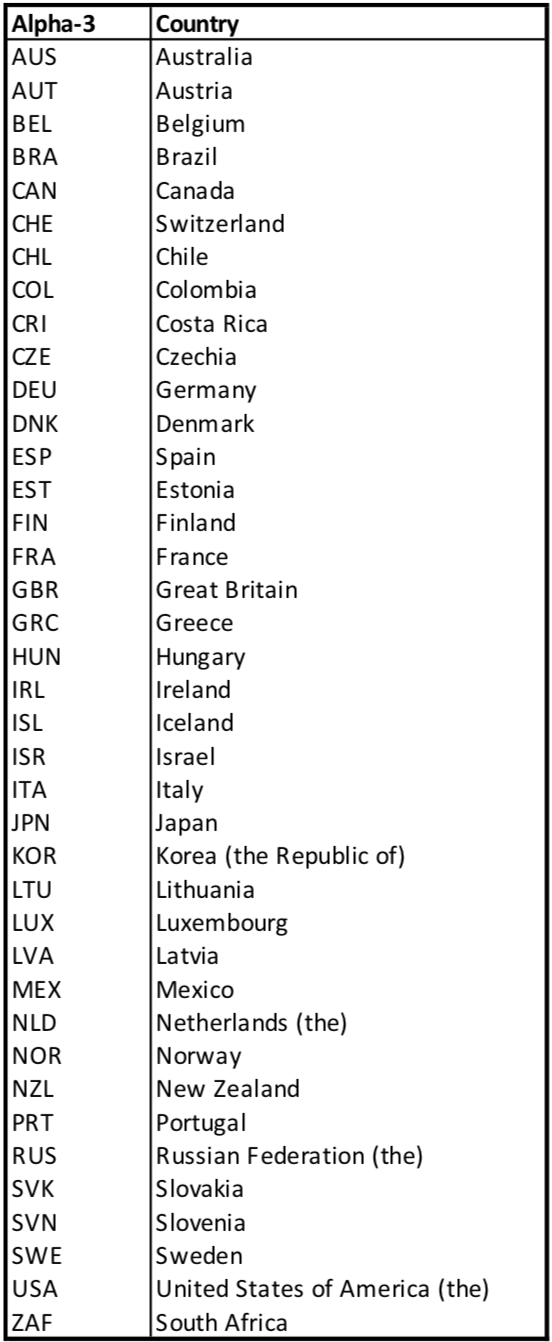 Alpha-3 Country
AUS Australia
AUT Austria
BEL Belgium
BRA Brazil
CAN Canada
CHE Switzerland
CHL Chile
COL Colombia
CRI Costa Rica
CZE Czechia
DEU Germany
DNK Denmark
ESP Spain
EST Estonia
FIN Finland
FRA France
GBR Great Britain
GRC Greece
HUN Hungary
IRL Ireland
ISL Iceland
ISR Israel
ITA Italy
JPN Japan
KOR Korea (the Republic of)
LTU Lithuania
LUX Luxembourg
LVA Latvia
MEX Mexico
NLD Netherlands (the)
NOR Norway
NZL New Zealand
PRT Portugal
RUS Russian Federation (the)
SVK Slovakia
SVN Slovenia
SWE Sweden
USA United States of America (the)
ZAF South Africa